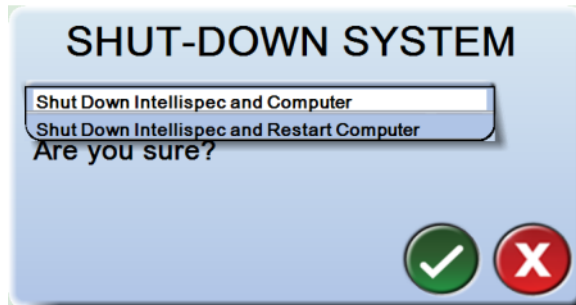 SHUT-DOWN SYSTEM
Shut Down Intellispec and Computer
Shut Down Intellispec and Restart Computer
Are you sure?
X